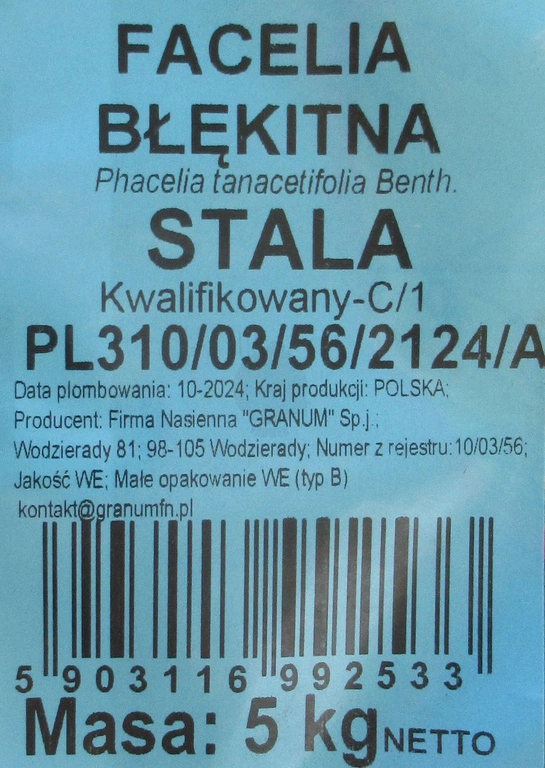 FACELIA
BŁĘKITNA
Phacelia tanacetifolia Benth.
STALA
Kwalifikowany-C/1
PL310/03/56/2124/A
Data plombowania: 10-2024; Kraj produkcji: POLSKA;
Producent: Firma Nasienna "GRANUM" Sp.j.;
Wodzierady 81; 98-105 Wodzierady; Numer z rejestru:10/03/56;
Jakość WE; Małe opakowanie WE (typ B)
kontakt@granumfn.pl
5 903116 992533
Masa: 5 kg NETTO